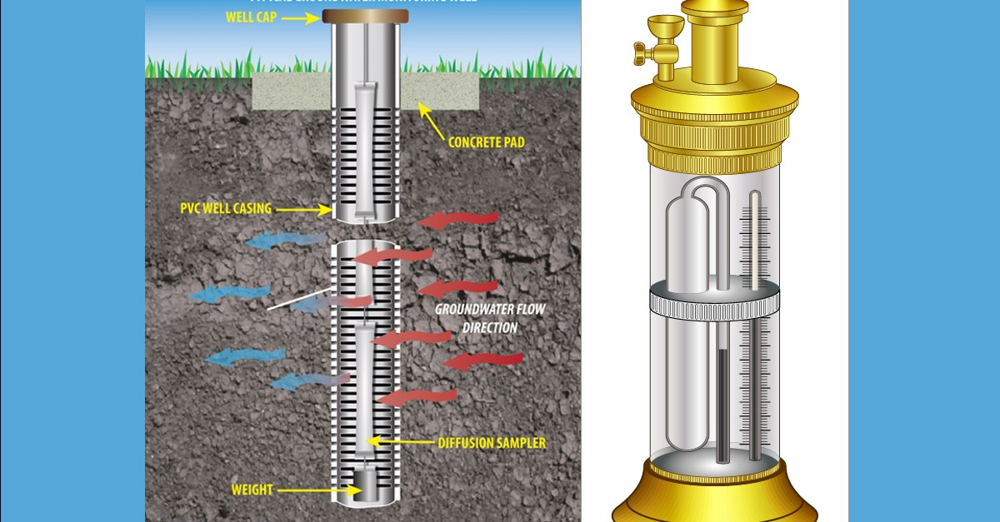 WELL CAP
CONCRETE PAD
PVC WELL CASING
GROUNDWATER FLOW
DIRECTION
DIFFUSION SAMPLER
WEIGHT